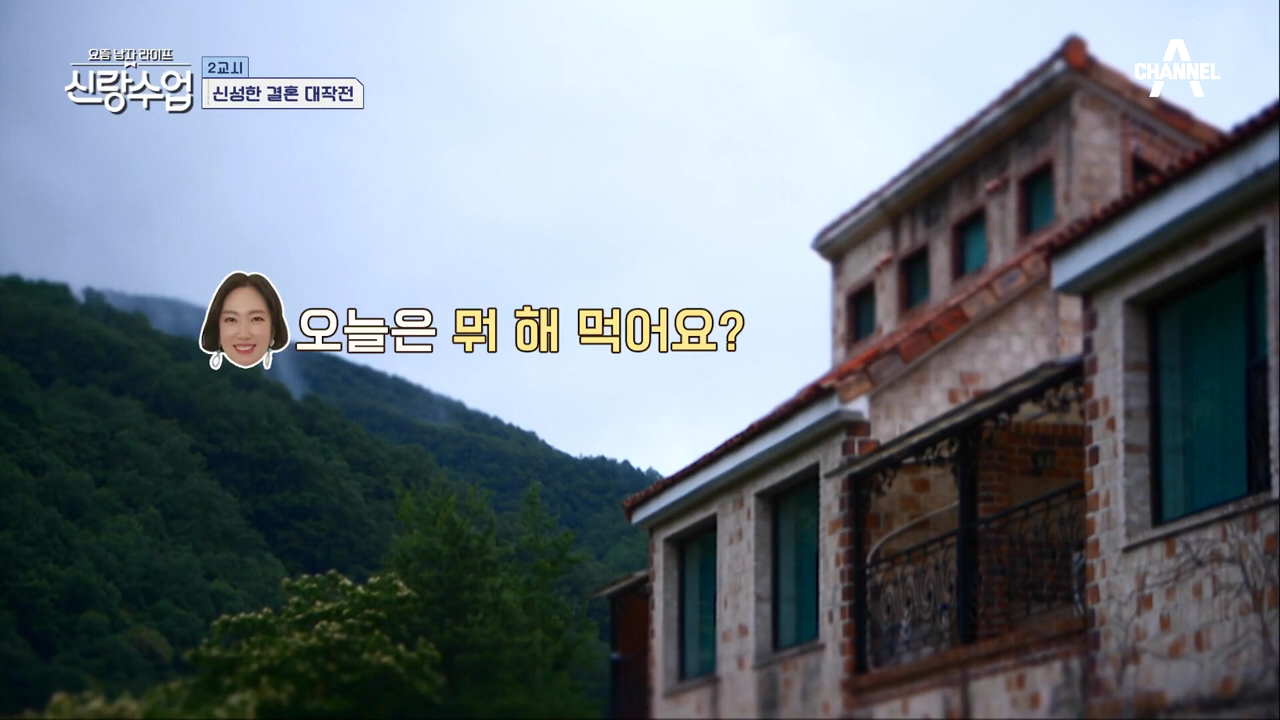 요즘 남자 라이프
신랑수업
2교시
신성한 결혼 대작전
CHANNEL A
오늘은 뭐 해 먹어요?